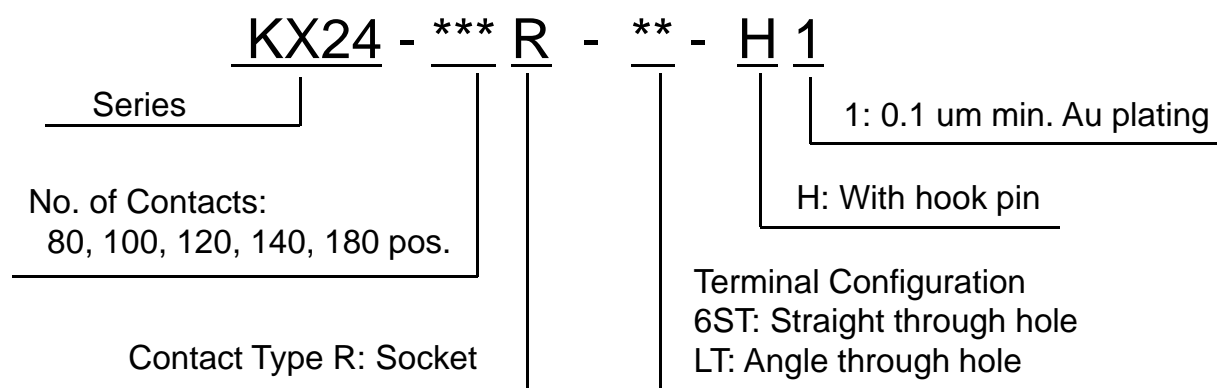 KX24 - *** R - ** - H 1
Series
1: 0.1 um min. Au plating
No. of Contacts:
80, 100, 120, 140, 180 pos.
H: With hook pin
Terminal Configuration
6ST: Straight through hole
LT: Angle through hole
Contact Type R: Socket